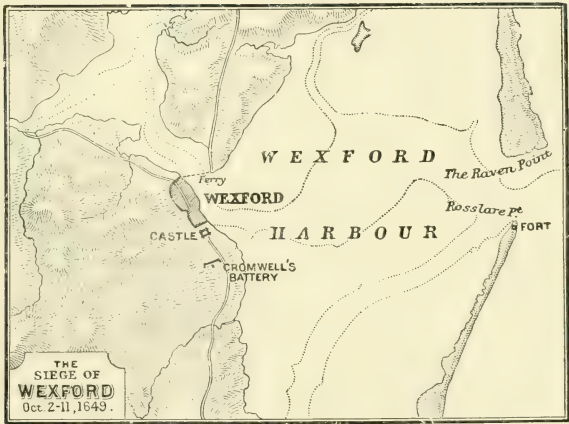 WEXFORD
The Raven Point
Ferry
WEXFORD
Rosslare Pt.
HARBOUR
FORT
CASTLE
CROMWELL'S
BATTERY
THE
SIEGE OF
WEXFORD
Oct. 2-11, 1649.